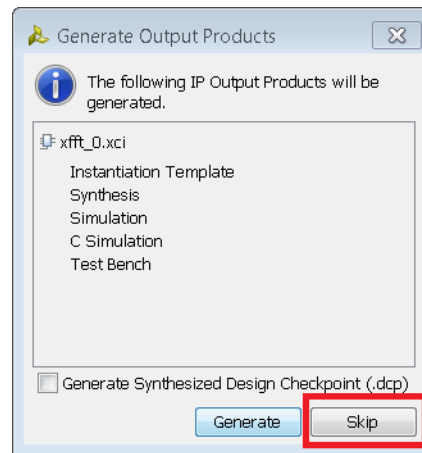 Generate Output Products
The following IP Output Products will be
generated.
xfft_0.xci
Instantiation Template
Synthesis
Simulation
C Simulation
Test Bench
Generate Synthesized Design Checkpoint (.dcp)
Generate
Skip